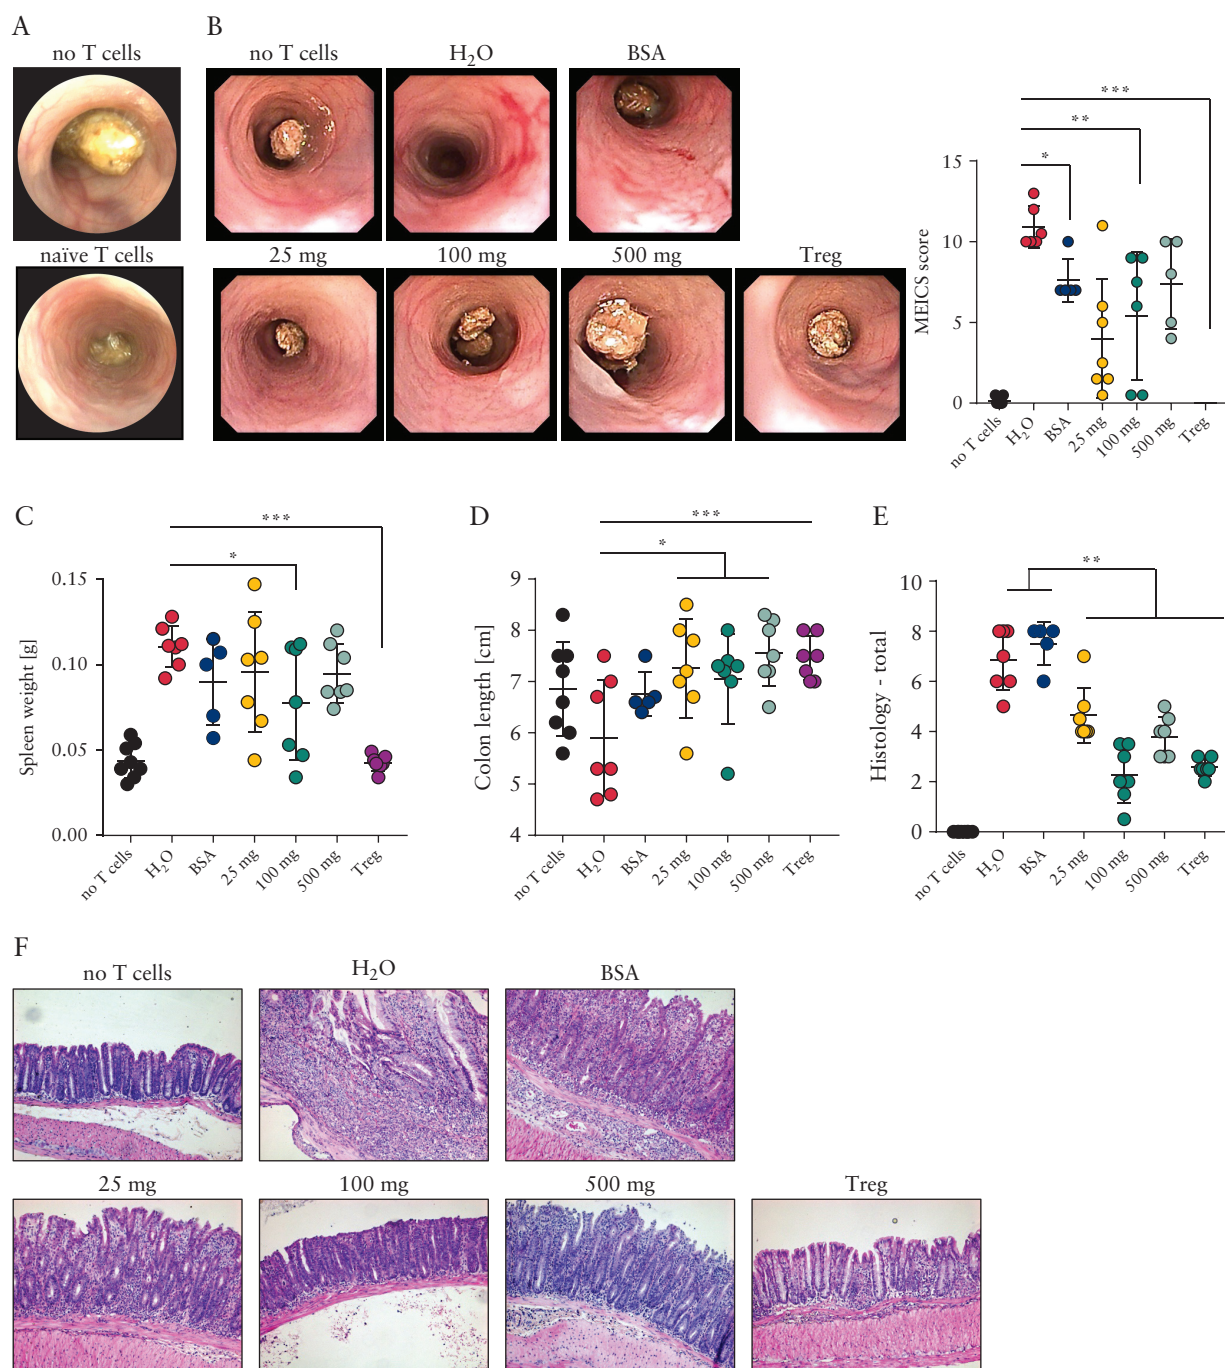 A
no T cells
naïve T cells
B
no T cells
H₂O
BSA
25 mg
100 mg
500 mg
Treg
***
**
*
MEICS score
15
10
5
0
no T cells
H₂O
BSA
25 mg
100 mg
500 mg
Treg
C
***
*
Spleen weight [g]
0.15
0.10
0.05
0.00
no T cells
H₂O
BSA
25 mg
100 mg
500 mg
Treg
D
***
*
Colon length [cm]
9
8
7
6
5
4
no T cells
H₂O
BSA
25 mg
100 mg
500 mg
Treg
E
**
Histology - total
10
8
6
4
2
0
no T cells
H₂O
BSA
25 mg
100 mg
500 mg
Treg
F
no T cells
H₂O
BSA
25 mg
100 mg
500 mg
Treg